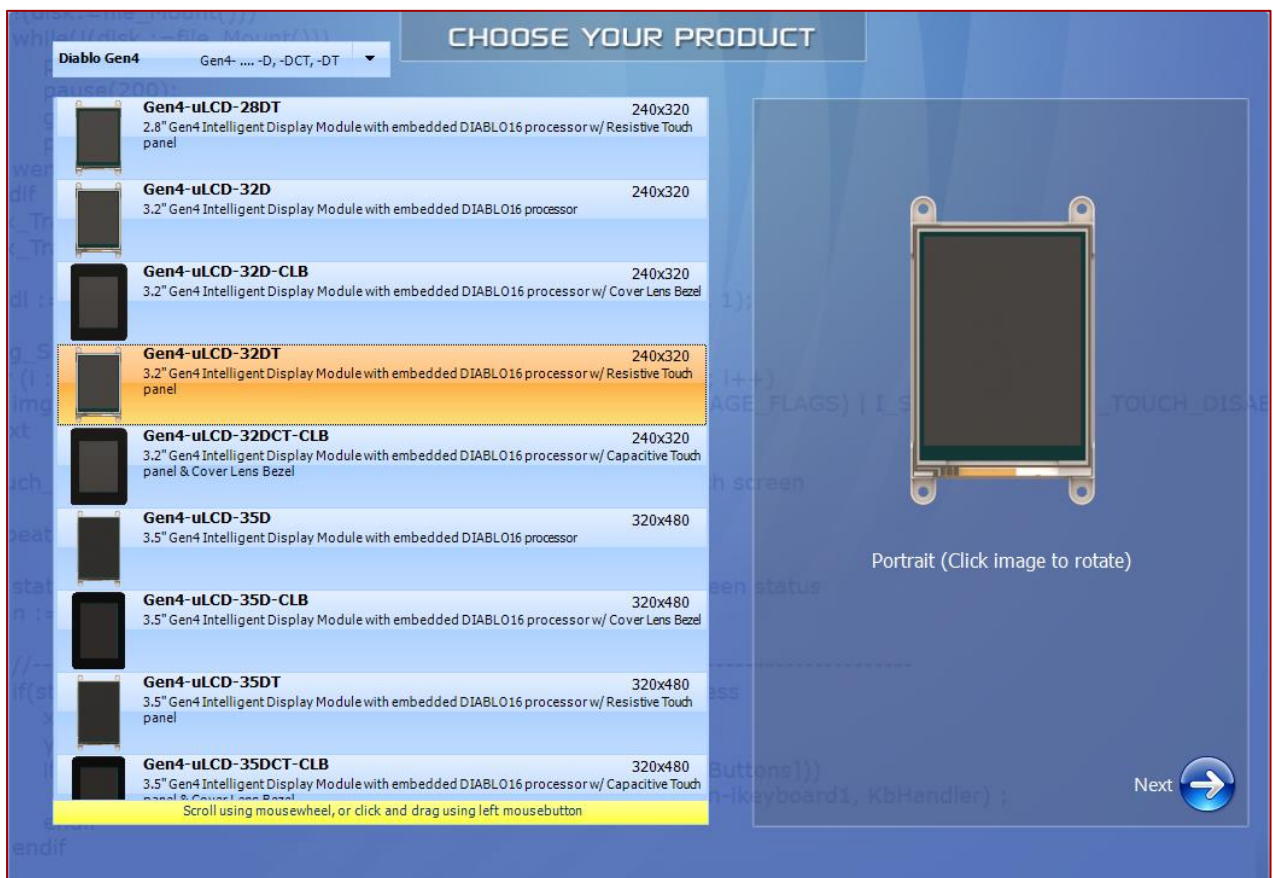 CHOOSE YOUR PRODUCT
Diablo Gen4 Gen4- .... -D, -DCT, -DT
Gen4-uLCD-28DT 240x320
2.8" Gen4 Intelligent Display Module with embedded DIABLO16 processor w/ Resistive Touch
panel
Gen4-uLCD-32D 240x320
3.2" Gen4 Intelligent Display Module with embedded DIABLO16 processor
Gen4-uLCD-32D-CLB 240x320
3.2" Gen4 Intelligent Display Module with embedded DIABLO16 processor w/ Cover Lens Bezel
Gen4-uLCD-32DT 240x320
3.2" Gen4 Intelligent Display Module with embedded DIABLO16 processor w/ Resistive Touch
panel
Gen4-uLCD-32DCT-CLB 240x320
3.2" Gen4 Intelligent Display Module with embedded DIABLO16 processor w/ Capacitive Touch
panel & Cover Lens Bezel
Gen4-uLCD-35D 320x480
3.5" Gen4 Intelligent Display Module with embedded DIABLO16 processor
Gen4-uLCD-35D-CLB 320x480
3.5" Gen4 Intelligent Display Module with embedded DIABLO16 processor w/ Cover Lens Bezel
Gen4-uLCD-35DT 320x480
3.5" Gen4 Intelligent Display Module with embedded DIABLO16 processor w/ Resistive Touch
panel
Gen4-uLCD-35DCT-CLB 320x480
3.5" Gen4 Intelligent Display Module with embedded DIABLO16 processor w/ Capacitive Touch
panel & Cover Lens Bezel
Scroll using mousewheel, or click and drag using left mousebutton
Portrait (Click image to rotate)
Next